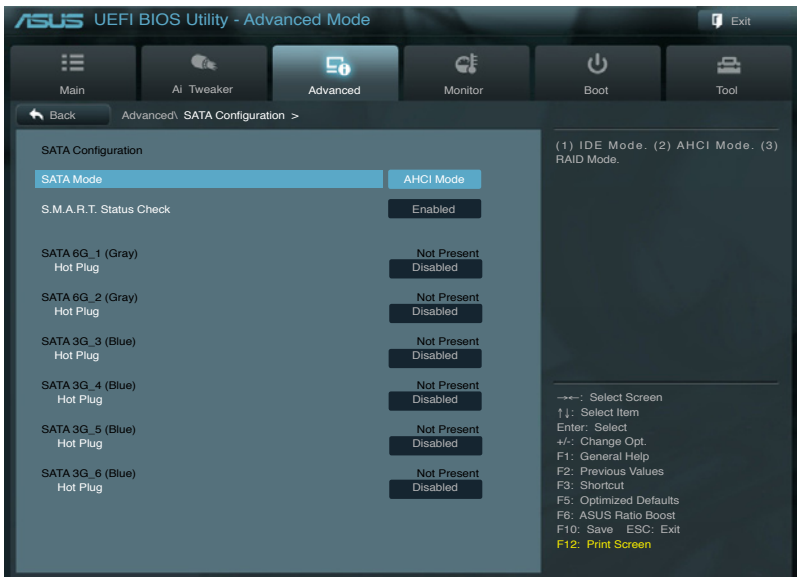 ASUS UEFI BIOS Utility - Advanced Mode
Exit
Main
Ai Tweaker
Advanced
Monitor
Boot
Tool
Back
Advanced\ SATA Configuration >
SATA Configuration
SATA Mode AHCI Mode
S.M.A.R.T. Status Check Enabled
SATA 6G_1 (Gray) Not Present
Hot Plug Disabled
SATA 6G_2 (Gray) Not Present
Hot Plug Disabled
SATA 3G_3 (Blue) Not Present
Hot Plug Disabled
SATA 3G_4 (Blue) Not Present
Hot Plug Disabled
SATA 3G_5 (Blue) Not Present
Hot Plug Disabled
SATA 3G_6 (Blue) Not Present
Hot Plug Disabled
(1) IDE Mode. (2) AHCI Mode. (3)
RAID Mode.
→←: Select Screen
↑↓: Select Item
Enter: Select
+/-: Change Opt.
F1: General Help
F2: Previous Values
F3: Shortcut
F5: Optimized Defaults
F6: ASUS Ratio Boost
F10: Save ESC: Exit
F12: Print Screen